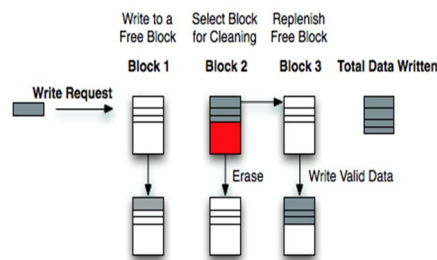 Write to a
Free Block
Select Block
for Cleaning
Replenish
Free Block
Block 1
Block 2
Block 3
Total Data Written
Write Request
Erase
Write Valid Data